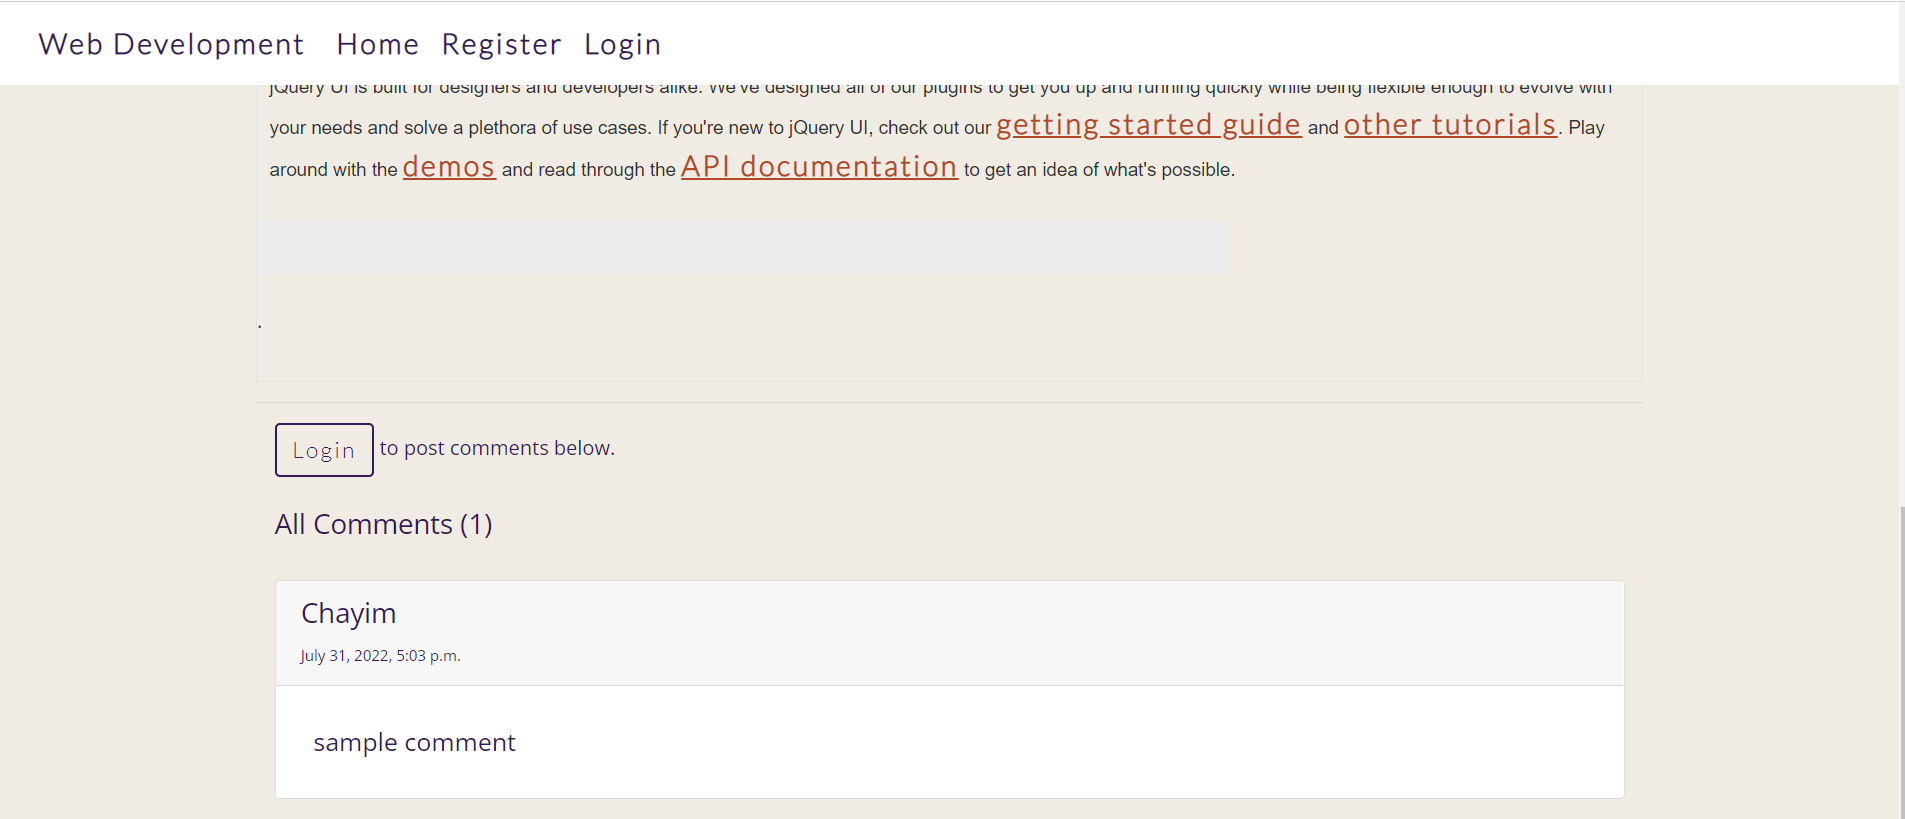 Web Development Home Register Login
jQuery UI is built for designers and developers alike. We've designed all of our plugins to get you up and running quickly while being flexible enough to evolve with
your needs and solve a plethora of use cases. If you're new to jQuery UI, check out our getting started guide and other tutorials. Play
around with the demos and read through the API documentation to get an idea of what's possible.
.
Login to post comments below.
All Comments (1)
Chayim
July 31, 2022, 5:03 p.m.
sample comment